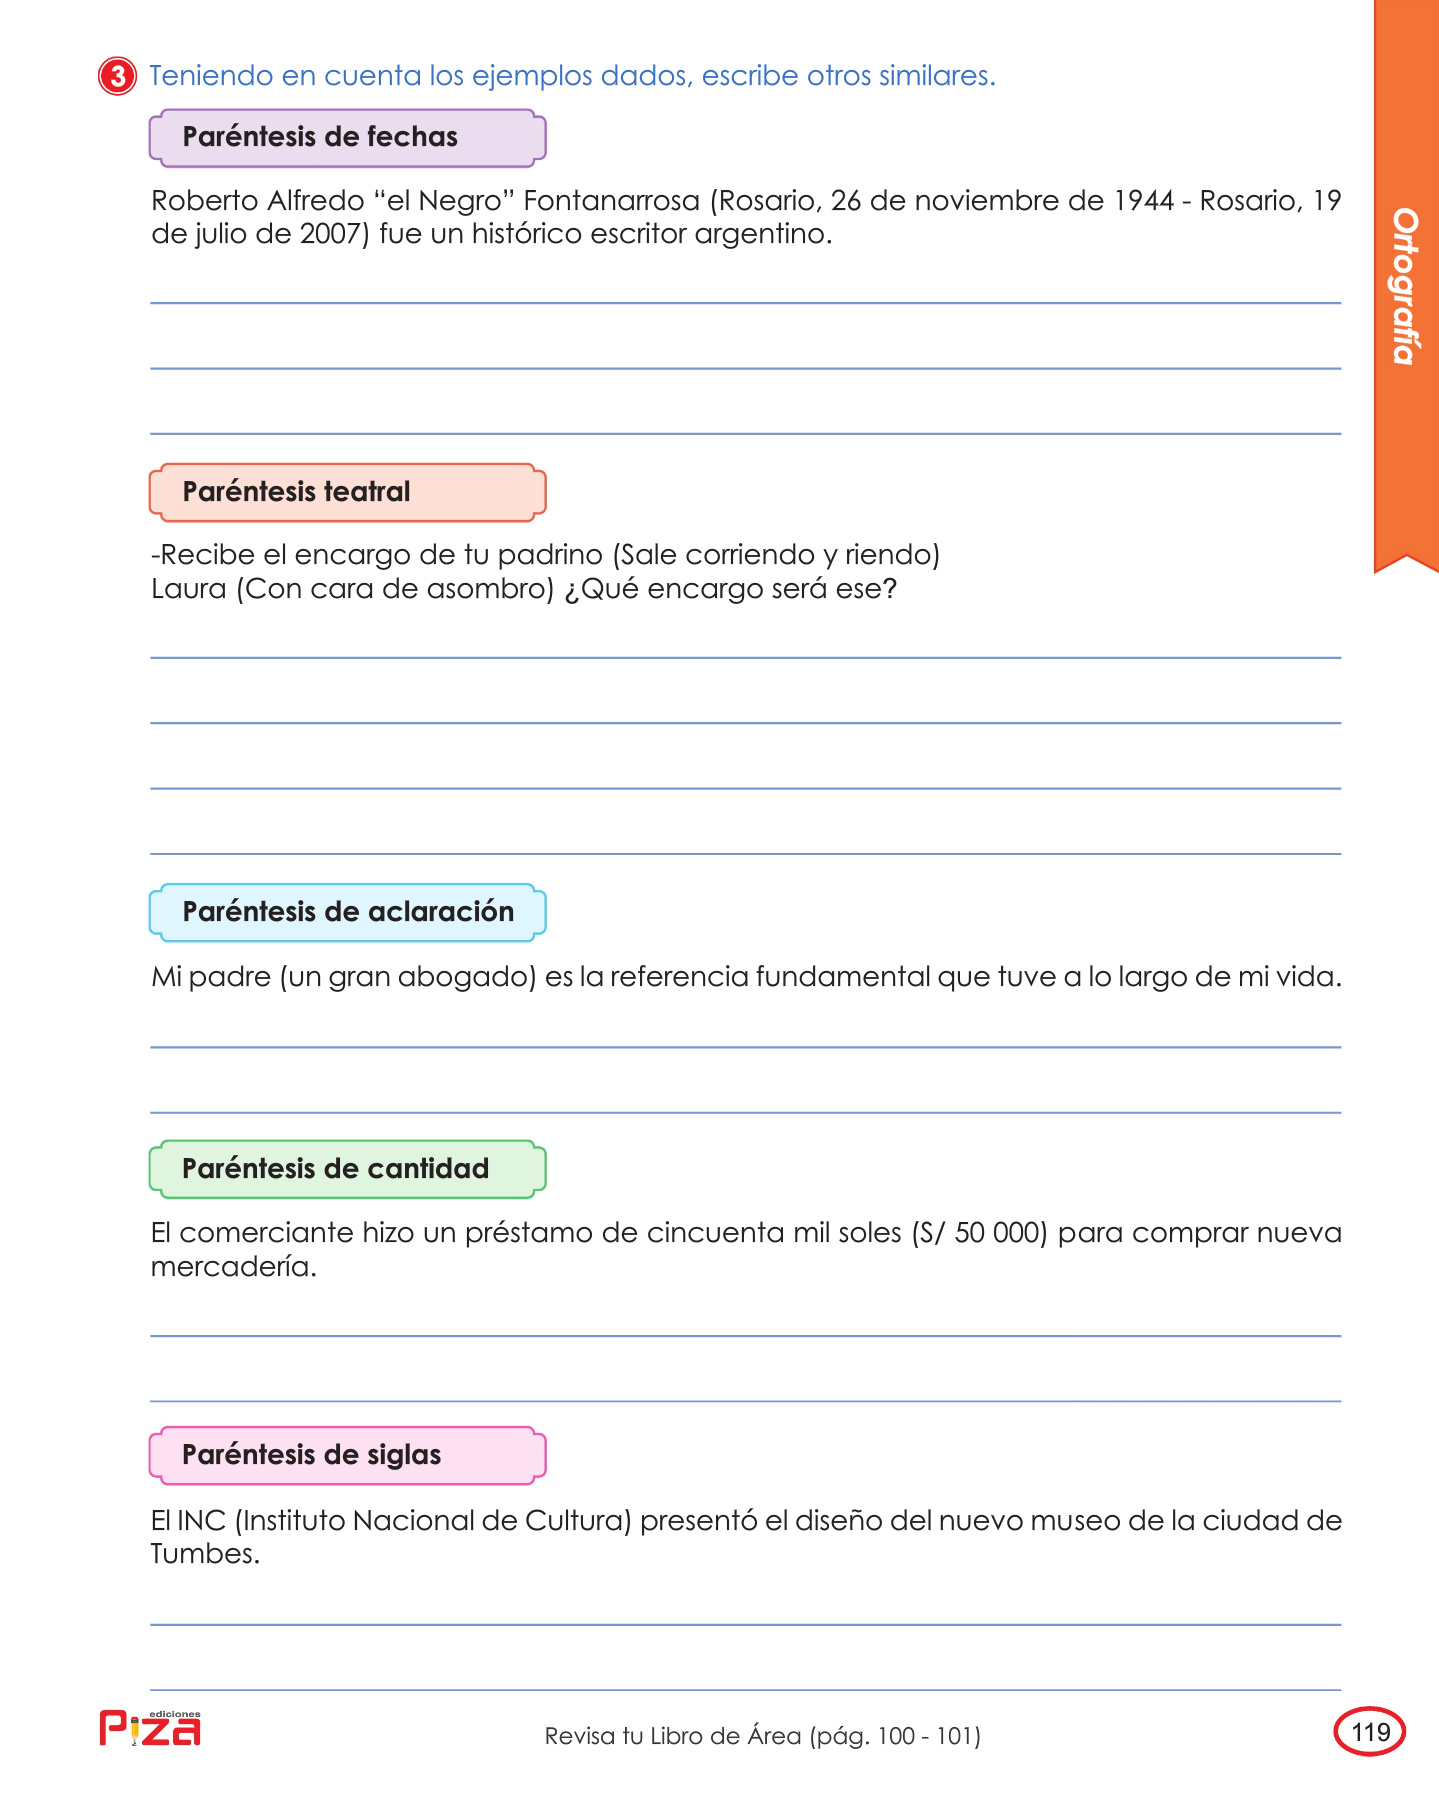 3 Teniendo en cuenta los ejemplos dados, escribe otros similares.
Paréntesis de fechas
Roberto Alfredo “el Negro” Fontanarrosa (Rosario, 26 de noviembre de 1944 - Rosario, 19
de julio de 2007) fue un histórico escritor argentino.
Ortografía
Paréntesis teatral
-Recibe el encargo de tu padrino (Sale corriendo y riendo)
Laura (Con cara de asombro) ¿Qué encargo será ese?
Paréntesis de aclaración
Mi padre (un gran abogado) es la referencia fundamental que tuve a lo largo de mi vida.
Paréntesis de cantidad
El comerciante hizo un préstamo de cincuenta mil soles (S/ 50 000) para comprar nueva
mercadería.
Paréntesis de siglas
El INC (Instituto Nacional de Cultura) presentó el diseño del nuevo museo de la ciudad de
Tumbes.
ediciones
Piza
Revisa tu Libro de Área (pág. 100 - 101)
119